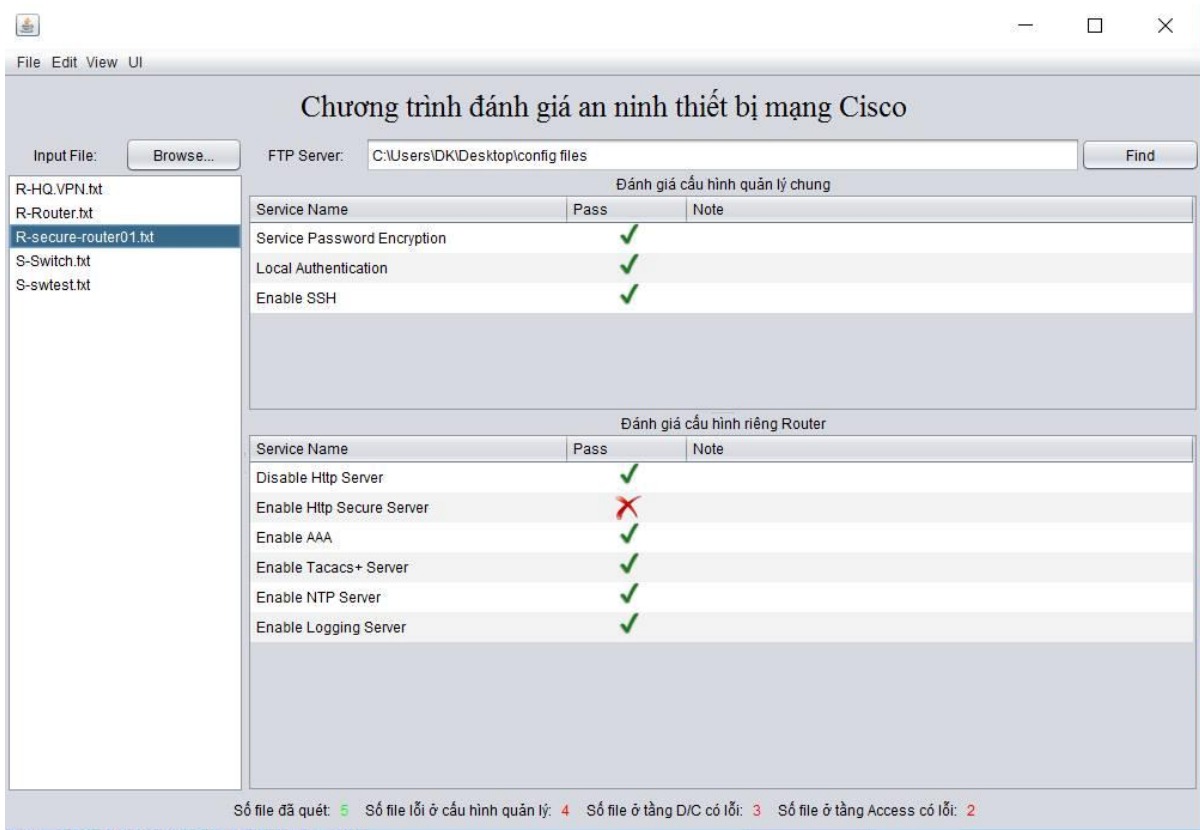 File Edit View UI
Chương trình đánh giá an ninh thiết bị mạng Cisco
Input File: Browse... FTP Server: C:\Users\DK\Desktop\config files Find
R-HQ.VPN.txt
R-Router.txt
R-secure-router01.txt
S-Switch.txt
S-swtest.txt
Đánh giá cấu hình quản lý chung
Service Name Pass Note
Service Password Encryption
Local Authentication
Enable SSH
Đánh giá cấu hình riêng Router
Service Name Pass Note
Disable Http Server
Enable Http Secure Server
Enable AAA
Enable Tacacs+ Server
Enable NTP Server
Enable Logging Server
Số file đã quét: 5 Số file lỗi ở cấu hình quản lý: 4 Số file ở tầng D/C có lỗi: 3 Số file ở tầng Access có lỗi: 2